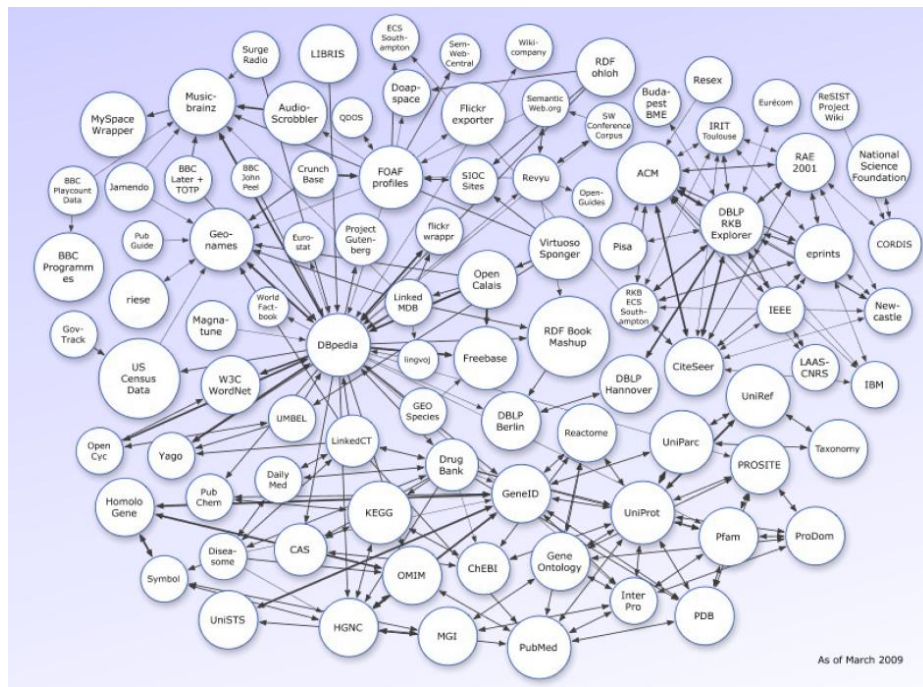 ECS
South-
ampton
Surge
Radio
LIBRIS
Sem-
Web-
Central
Wiki-
company
RDF
ohloh
Resex
Music-
brainz
Doap-
space
Buda-
pest
BME
Eurécom
ReSIST
Project
Wiki
MySpace
Wrapper
Audio-
Scrobbler
QDOS
Flickr
exporter
Semantic
Web.org
SW
Conference
Corpus
IRIT
Toulouse
RAE
2001
National
Science
Foundation
BBC
Playcount
Data
Jamendo
BBC
Later +
TOTP
BBC
John
Peel
Crunch
Base
FOAF
profiles
SIOC
Sites
Revyu
Open-
Guides
ACM
DBLP
RKB
Explorer
Pub
Guide
Geo-
names
Euro-
stat
Project
Guten-
berg
flickr
wrappr
Virtuoso
Sponger
Pisa
eprints
CORDIS
BBC
Programm
es
riese
World
Fact-
book
Linked
MDB
Open
Calais
RKB
ECS
South-
ampton
IEEE
New-
castle
Gov-
Track
Magna-
tune
DBpedia
lingvoj
Freebase
RDF Book
Mashup
CiteSeer
LAAS-
CNRS
IBM
US
Census
Data
W3C
WordNet
UMBEL
GEO
Species
DBLP
Berlin
DBLP
Hannover
UniRef
Open
Cyc
Yago
LinkedCT
Reactome
UniParc
Taxonomy
Daily
Med
Drug
Bank
PROSITE
Homolo
Gene
Pub
Chem
KEGG
GeneID
UniProt
Pfam
ProDom
Symbol
Disea-
some
CAS
OMIM
ChEBI
Gene
Ontology
Inter
Pro
UniSTS
HGNC
MGI
PubMed
PDB
As of March 2009